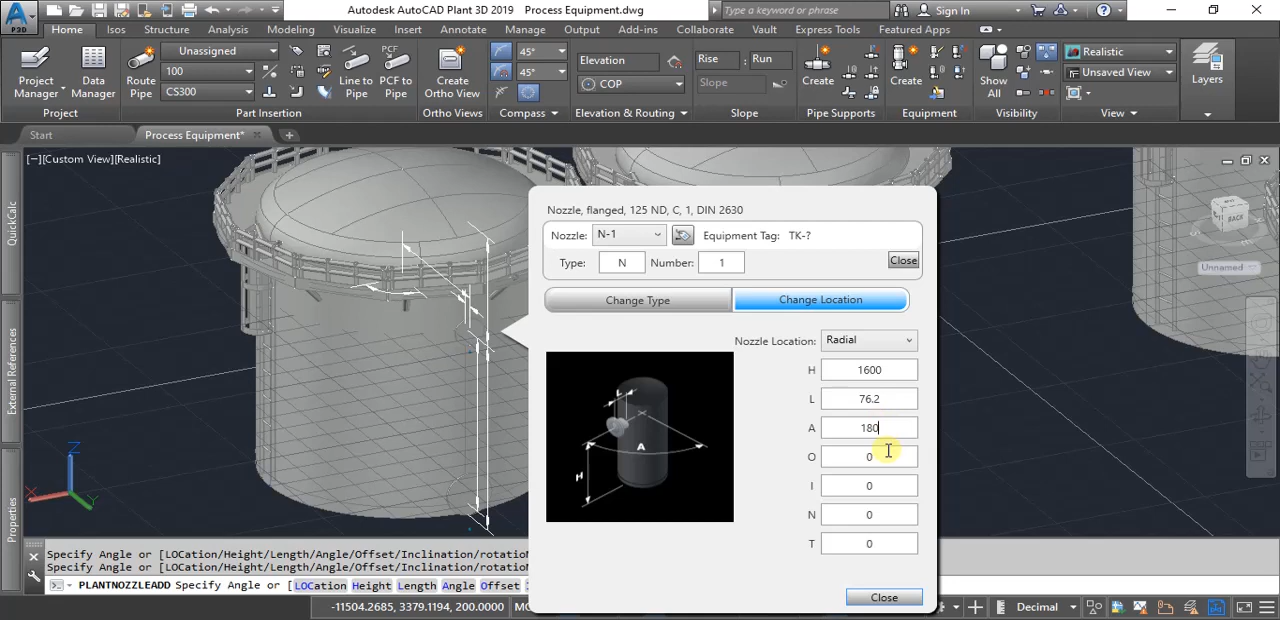 Autodesk AutoCAD Plant 3D 2019 Process Equipment.dwg
Type a keyword or phrase
Sign In
P3D
Home Isos Structure Analysis Modeling Visualize Insert Annotate Manage Output Add-ins Collaborate Vault Express Tools Featured Apps
Project Manager
Data Manager
Project
Route Pipe
Unassigned
100
CS300
Line to Pipe
PCF to Pipe
Part Insertion
Create Ortho View
Ortho Views
45°
45°
Compass
Elevation
COP
Elevation & Routing
Rise : Run
Slope
Slope
Create
Pipe Supports
Create
Equipment
Show All
Visibility
Realistic
Unsaved View
View
Layers
Start
Process Equipment*
[−][Custom View][Realistic]
QuickCalc
External References
Properties
BACK
Unnamed
Nozzle, flanged, 125 ND, C, 1, DIN 2630
Nozzle: N-1 Equipment Tag: TK-?
Type: N Number: 1 Close
Change Type Change Location
Nozzle Location: Radial
H 1600
L 76.2
A 180
O 0
I 0
N 0
T 0
L
A
H
Close
X
Y
Z
Specify Angle or [LOCation/Height/Length/Angle/Offset/Inclination/rotatioN
Specify Angle or [LOCation/Height/Length/Angle/Offset/Inclination/rotatioN
PLANTNOZZLEADD Specify Angle or [LOCation Height Length Angle Offset
-11504.2685, 3379.1194, 200.0000
Decimal